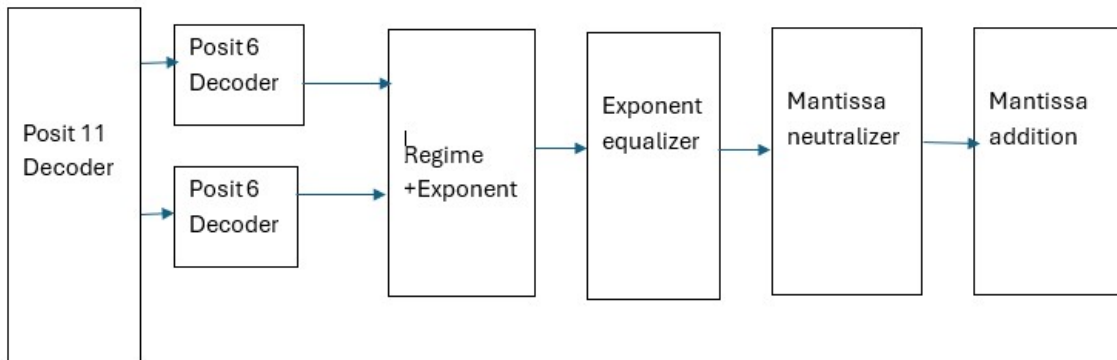 Posit 11
Decoder
Posit 6
Decoder
Posit 6
Decoder
Regime
+Exponent
Exponent
equalizer
Mantissa
neutralizer
Mantissa
addition